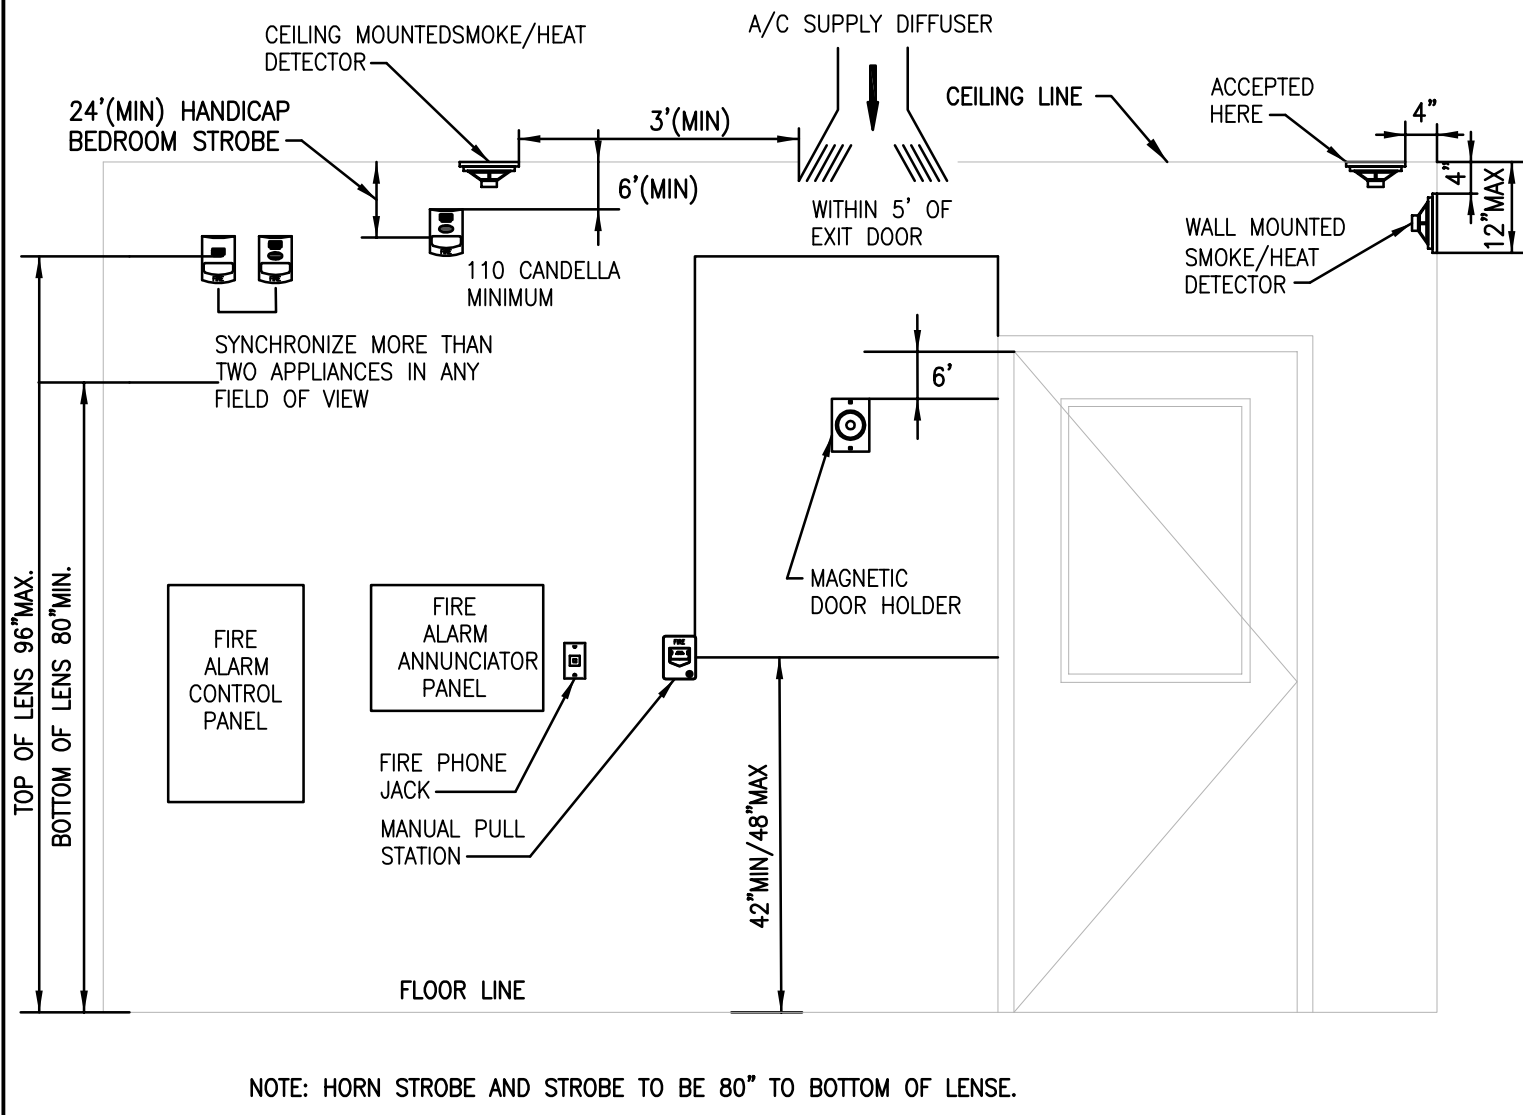 A/C SUPPLY DIFFUSER
CEILING MOUNTEDSMOKE/HEAT
DETECTOR
24'(MIN) HANDICAP
BEDROOM STROBE
3'(MIN)
6'(MIN)
CEILING LINE
ACCEPTED
HERE
4"
4"
12"MAX
WITHIN 5' OF
EXIT DOOR
WALL MOUNTED
SMOKE/HEAT
DETECTOR
FIRE
FIRE
FIRE
110 CANDELLA
MINIMUM
SYNCHRONIZE MORE THAN
TWO APPLIANCES IN ANY
FIELD OF VIEW
6'
MAGNETIC
DOOR HOLDER
TOP OF LENS 96"MAX.
BOTTOM OF LENS 80"MIN.
FIRE
ALARM
CONTROL
PANEL
FIRE
ALARM
ANNUNCIATOR
PANEL
FIRE
FIRE PHONE
JACK
MANUAL PULL
STATION
42"MIN/48"MAX
FLOOR LINE
NOTE: HORN STROBE AND STROBE TO BE 80" TO BOTTOM OF LENSE.